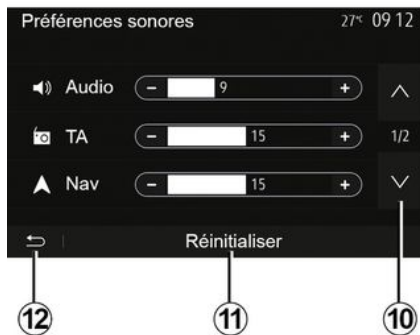 Préférences sonores 27°C 09 12
Audio - 9 +
TA - 15 + 1/2
Nav - 15 +
Réinitialiser
12 11 10